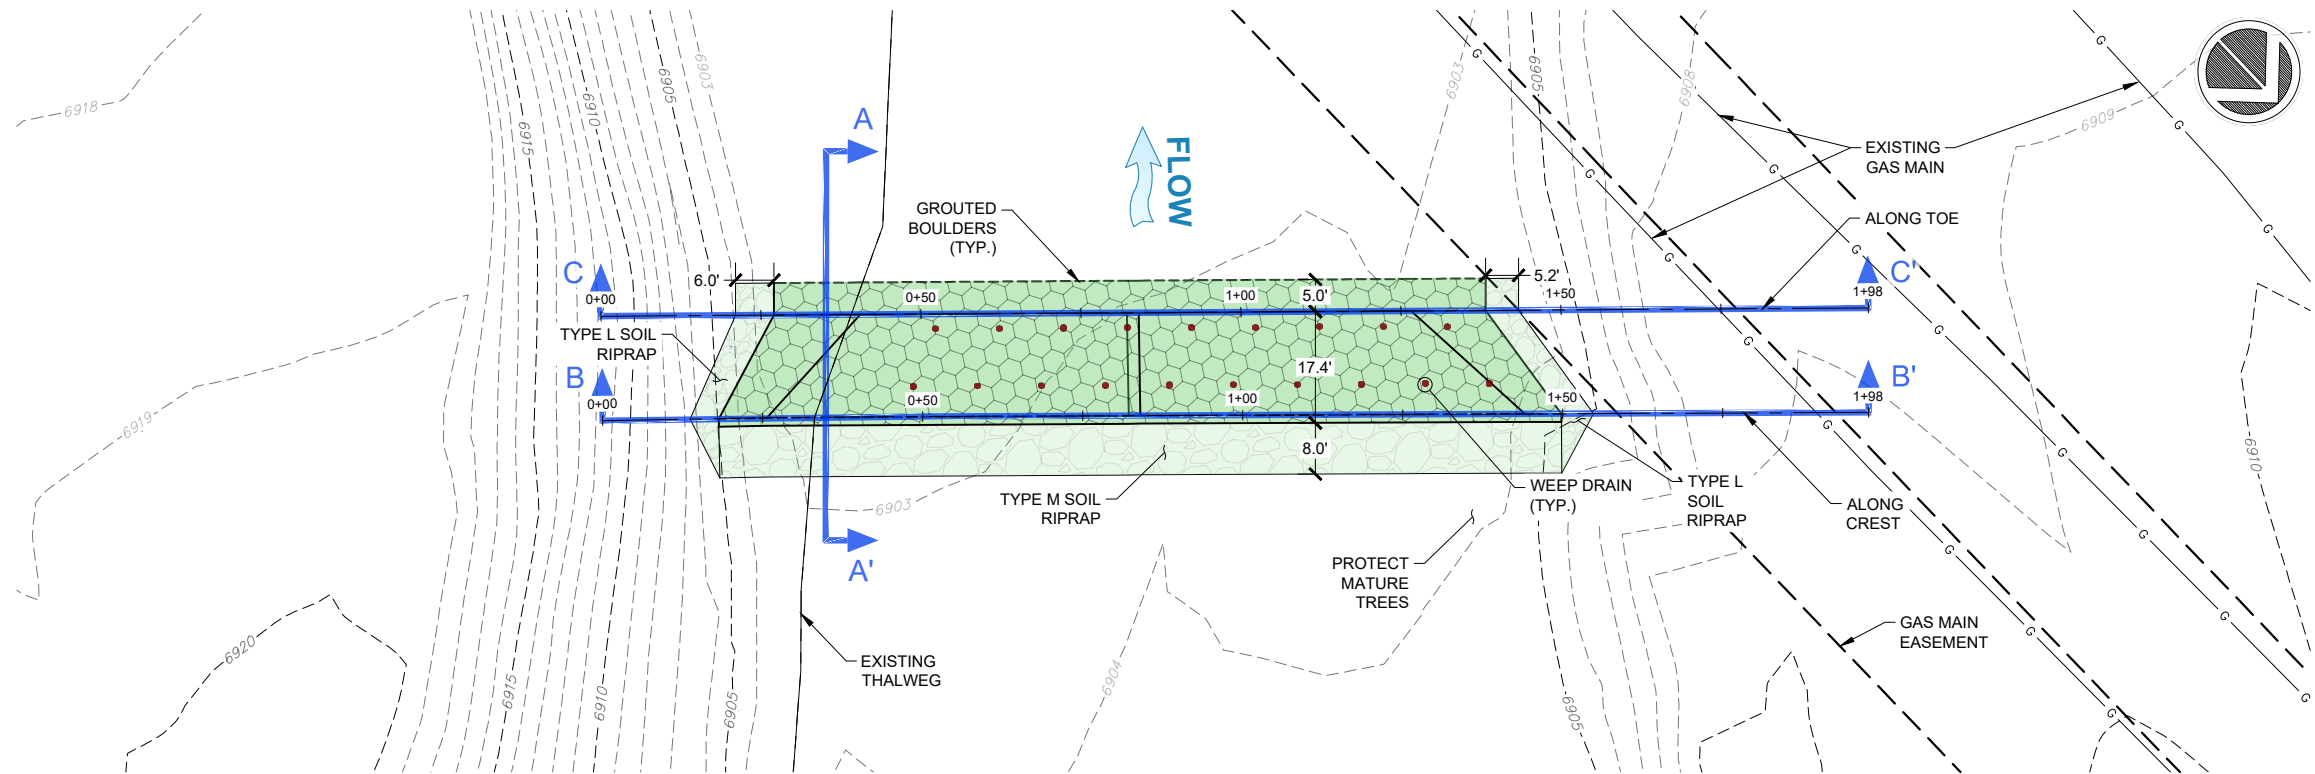 6918
6915
6910
6905
6903
A
FLOW
6903
6905
6908
G
G
G
G
G
G
6909
EXISTING
GAS MAIN
ALONG TOE
GROUTED
BOULDERS
(TYP.)
C
0+00
6.0'
0+50
1+00
5.0'
5.2'
1+50
G
G
C'
1+98
TYPE L SOIL
RIPRAP
17.4'
G
G
B
0+00
0+50
1+00
1+50
B'
1+98
6919
8.0'
G
G
6910
6903
TYPE M SOIL
RIPRAP
WEEP DRAIN
(TYP.)
TYPE L
SOIL
RIPRAP
ALONG
CREST
G
G
A'
PROTECT
MATURE
TREES
6920
EXISTING
THALWEG
6904
GAS MAIN
EASEMENT
G
G
6915
6910
6905
6905
G
G